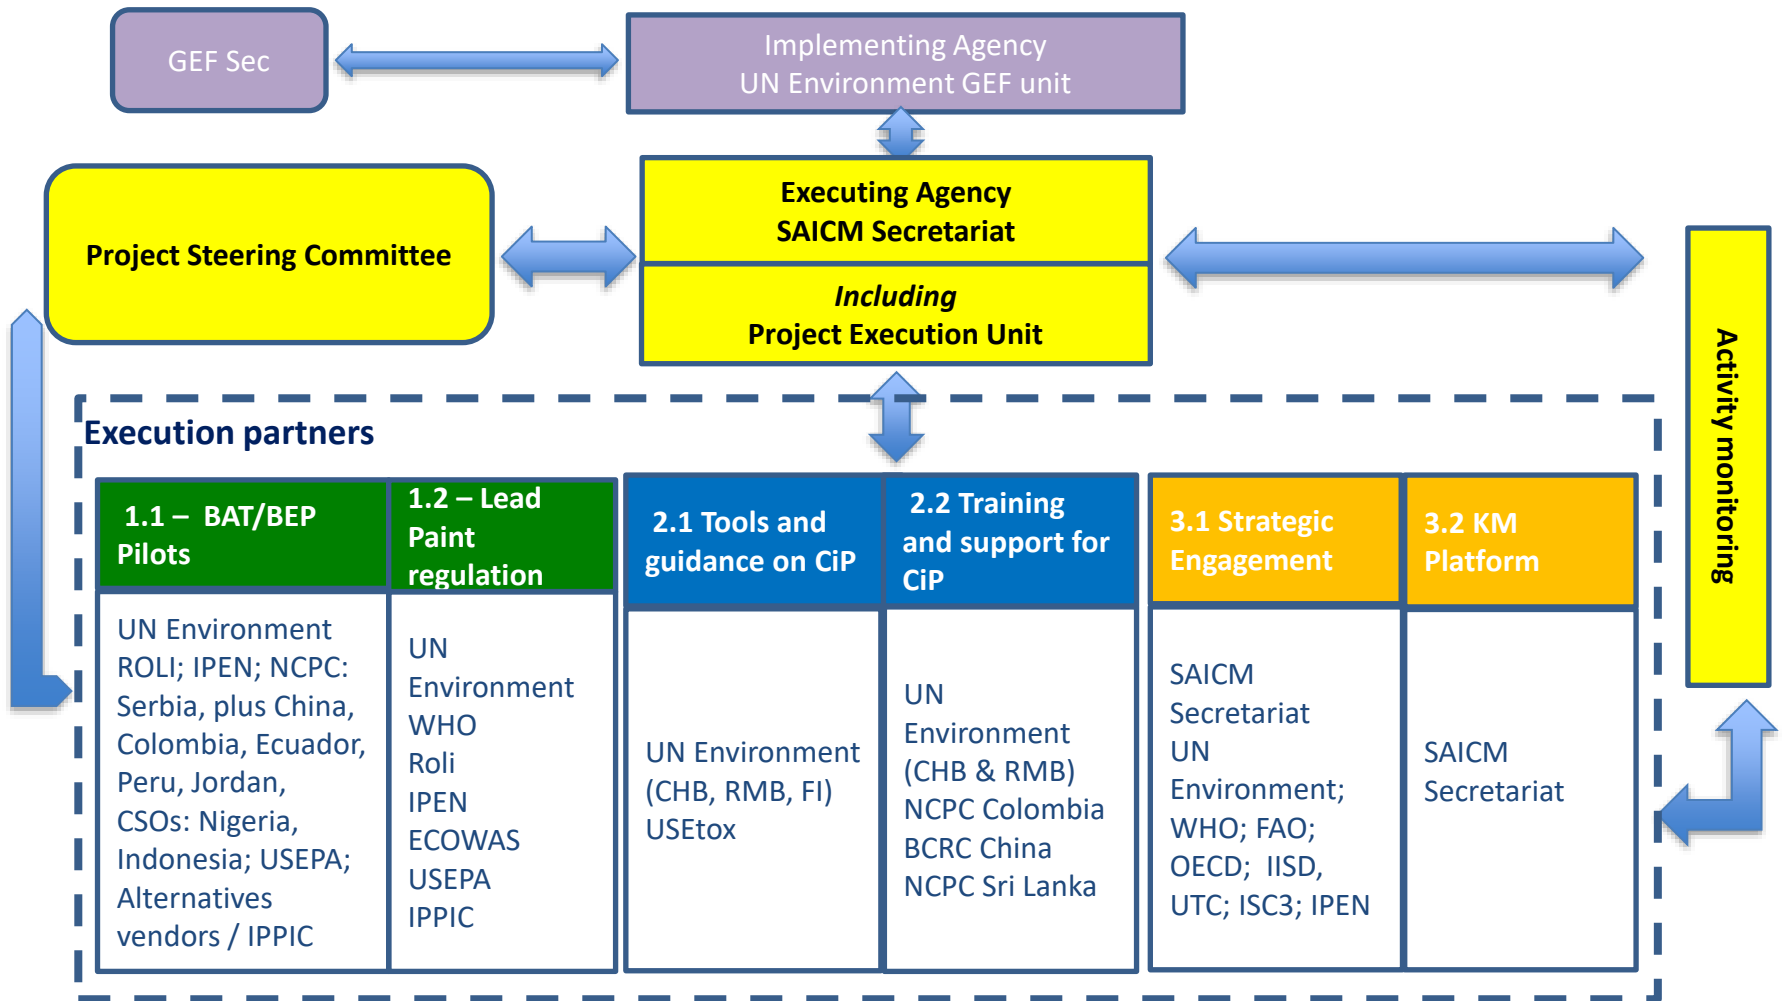 GEF Sec
Implementing Agency
UN Environment GEF unit
Executing Agency
SAICM Secretariat
Project Steering Committee
Including
Project Execution Unit
Activity monitoring
Execution partners
1.1 – BAT/BEP
Pilots
UN Environment
ROLI; IPEN; NCPC:
Serbia, plus China,
Colombia, Ecuador,
Peru, Jordan,
CSOs: Nigeria,
Indonesia; USEPA;
Alternatives
vendors / IPPIC
1.2 – Lead
Paint
regulation
UN
Environment
WHO
Roli
IPEN
ECOWAS
USEPA
IPPIC
2.1 Tools and
guidance on CiP
UN Environment
(CHB, RMB, FI)
USEtox
2.2 Training
and support for
CiP
UN
Environment
(CHB & RMB)
NCPC Colombia
BCRC China
NCPC Sri Lanka
3.1 Strategic
Engagement
SAICM
Secretariat
UN
Environment;
WHO; FAO;
OECD; IISD,
UTC; ISC3; IPEN
3.2 KM
Platform
SAICM
Secretariat